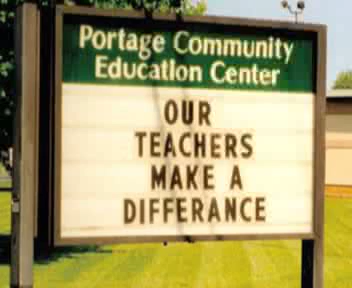 Portage Community
Education Center
OUR
TEACHERS
MAKE A
DIFFERANCE